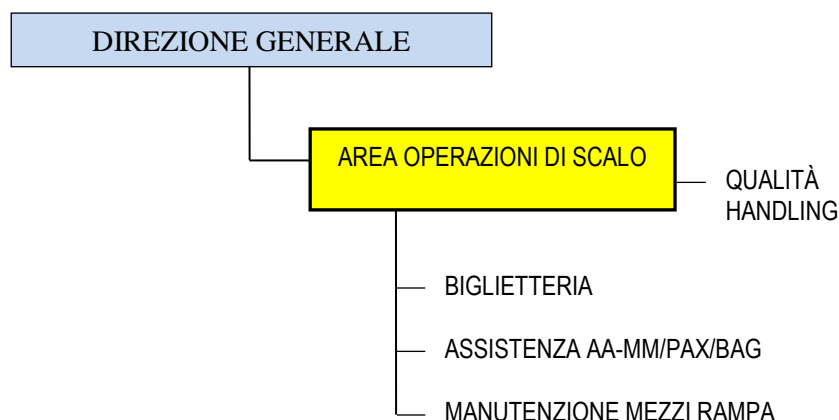 DIREZIONE GENERALE
AREA OPERAZIONI DI SCALO
QUALITÀ
HANDLING
BIGLIETTERIA
ASSISTENZA AA-MM/PAX/BAG
MANUTENZIONE MEZZI RAMPA